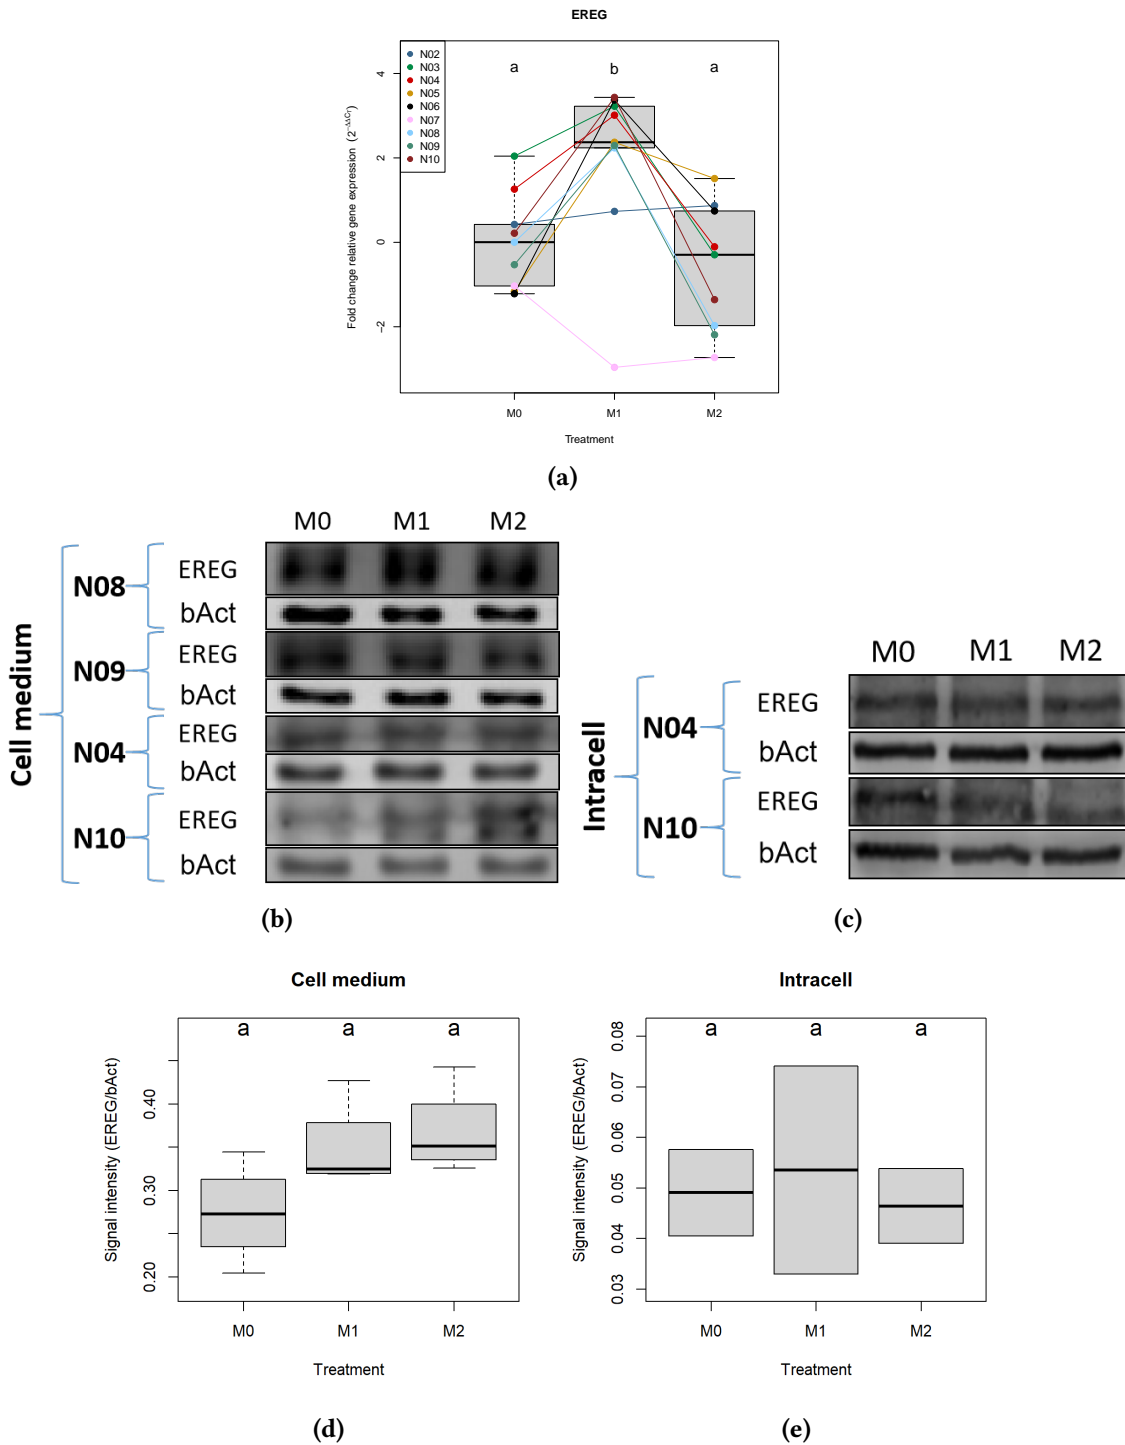 EREG
Fold change relative gene expression (2^−ΔΔCT)
4
2
0
−2
N02
N03
N04
N05
N06
N07
N08
N09
N10
a b a
M0 M1 M2
Treatment
(a)
M0 M1 M2
Cell medium
N08
EREG
bAct
N09
EREG
bAct
N04
EREG
bAct
N10
EREG
bAct
(b)
M0 M1 M2
Intracell
N04
EREG
bAct
N10
EREG
bAct
(c)
Cell medium
Signal intensity (EREG/bAct)
0.40
0.30
0.20
a a a
M0 M1 M2
Treatment
(d)
Intracell
Signal intensity (EREG/bAct)
0.08
0.07
0.06
0.05
0.04
0.03
a a a
M0 M1 M2
Treatment
(e)